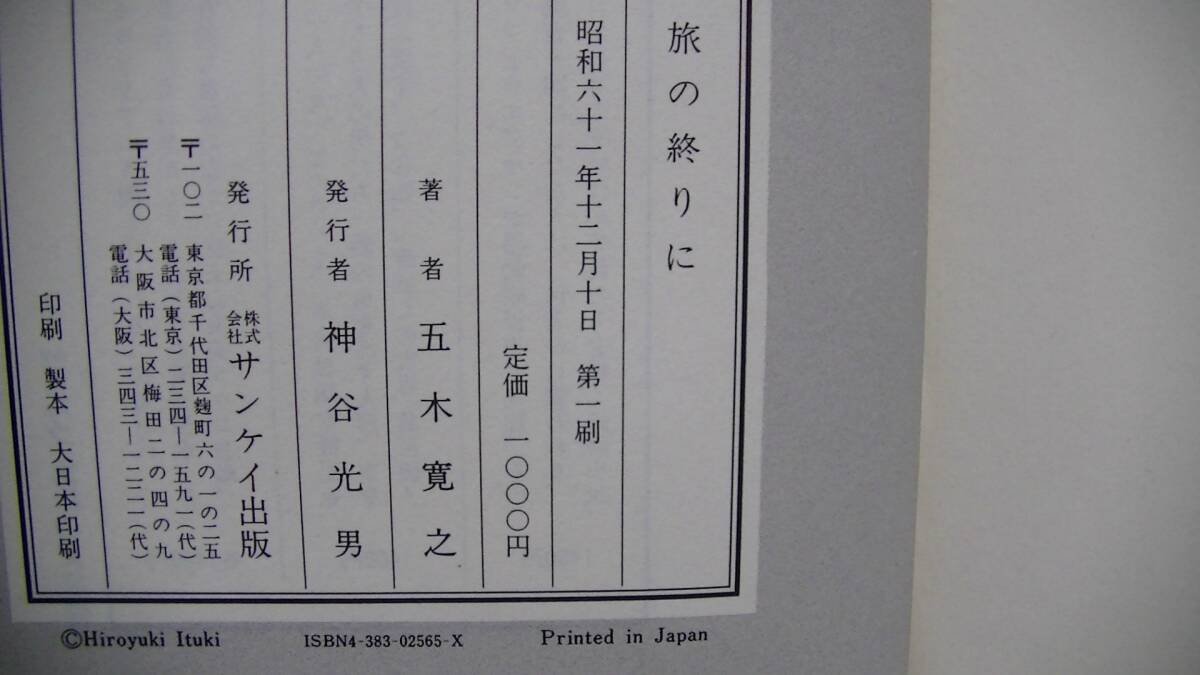 旅の終りに
昭和六十一年十二月十日　第一刷
定価　一〇〇〇円
著者　五木寛之
発行者　神谷光男
発行所　株式会社サンケイ出版
〒一〇二　東京都千代田区麹町六の一の二五
電話（東京）二三四―一五九一（代）
〒五三〇　大阪市北区梅田二の四の九
電話（大阪）三四三―一二二一（代）
印刷　製本　大日本印刷
©Hiroyuki Ituki　ISBN4-383-02565-X　Printed in Japan